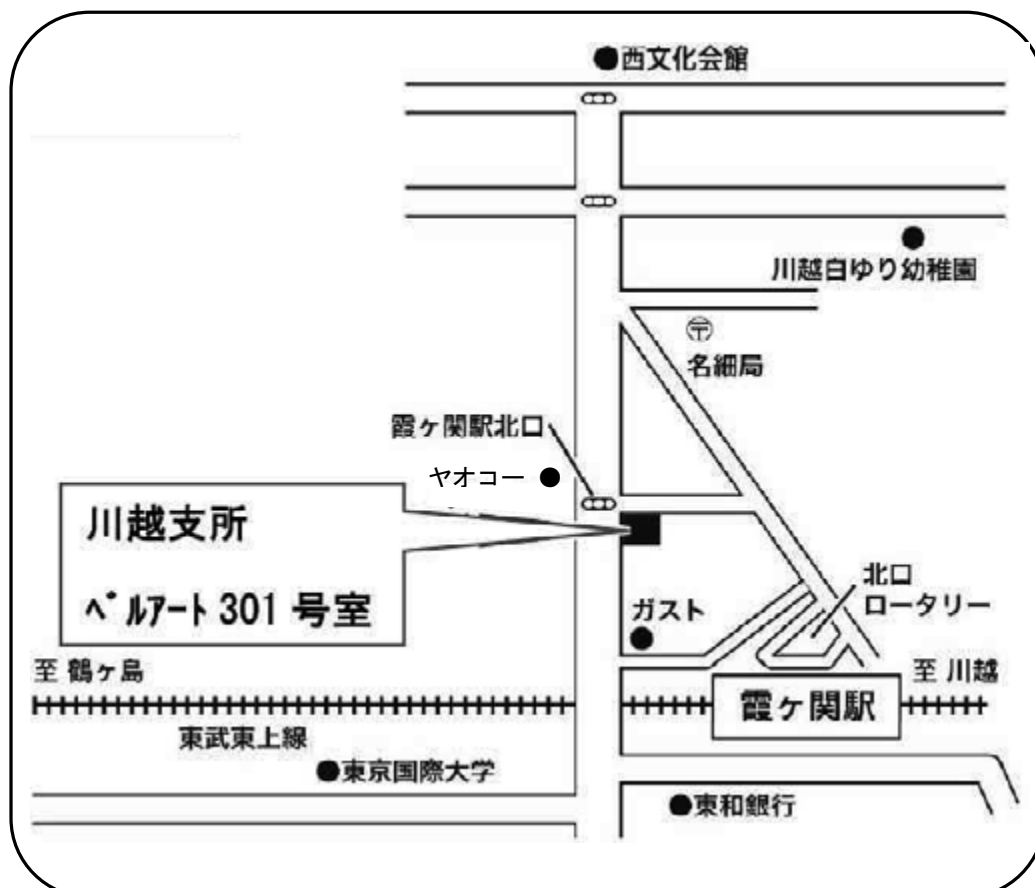 ●西文化会館
川越白ゆり幼稚園
〒
名細局
霞ヶ関駅北口
ヤオコー
川越支所
ﾍﾞﾙｱｰﾄ 301 号室
北口
ロータリー
ガスト
至 鶴ヶ島
至 川越
霞ヶ関駅
東武東上線
●東京国際大学
●東和銀行